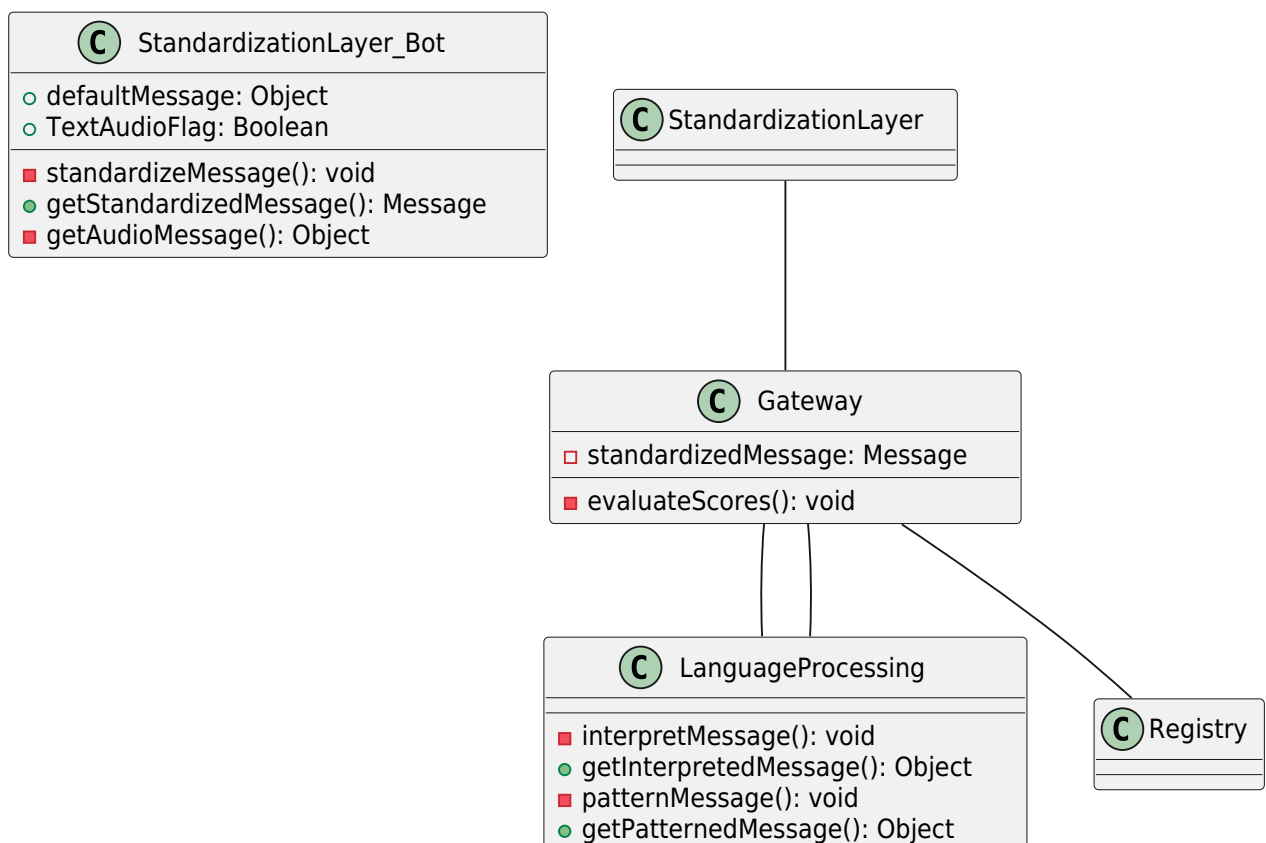 C StandardizationLayer_Bot
defaultMessage: Object
TextAudioFlag: Boolean
standardizeMessage(): void
getStandardizedMessage(): Message
getAudioMessage(): Object
C StandardizationLayer
C Gateway
standardizedMessage: Message
evaluateScores(): void
C LanguageProcessing
interpretMessage(): void
getInterpretedMessage(): Object
patternMessage(): void
getPatternedMessage(): Object
C Registry